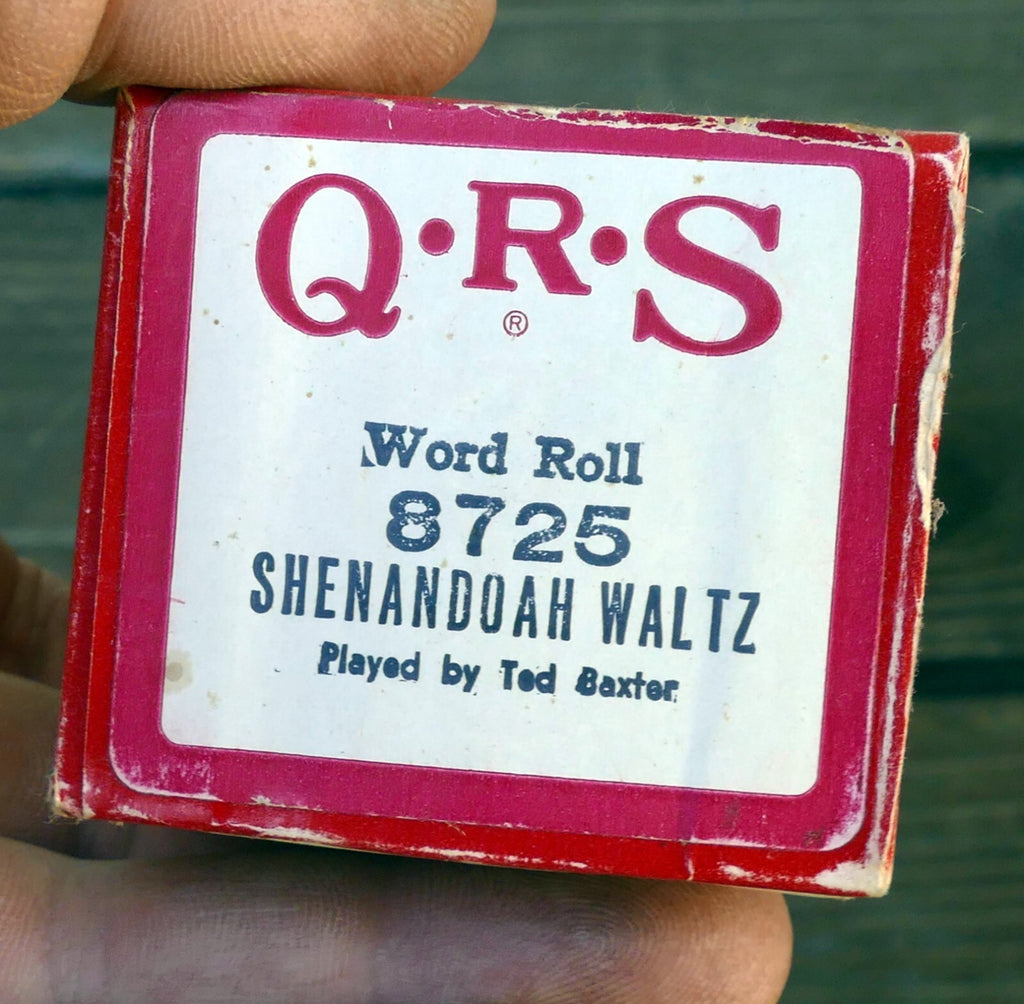 Q·R·S
®
Word Roll
8725
SHENANDOAH WALTZ
Played by Ted Baxter